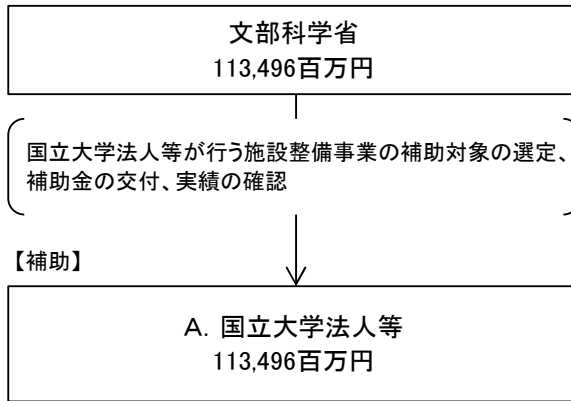 文部科学省
113,496百万円
国立大学法人等が行う施設整備事業の補助対象の選定、
補助金の交付、実績の確認
【補助】
A. 国立大学法人等
113,496百万円